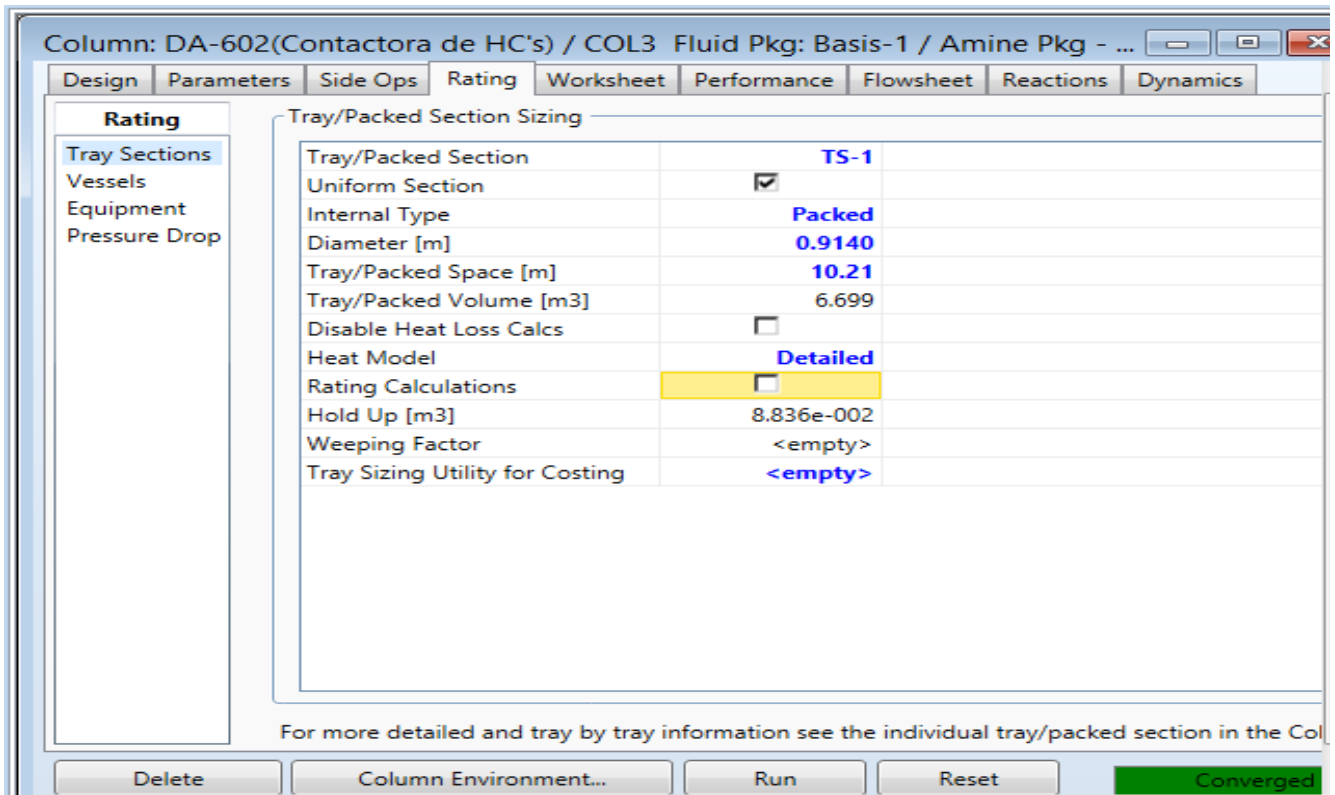 Column: DA-602(Contactora de HC's) / COL3 Fluid Pkg: Basis-1 / Amine Pkg - ...
Design Parameters Side Ops Rating Worksheet Performance Flowsheet Reactions Dynamics
Rating
Tray Sections
Vessels
Equipment
Pressure Drop
Tray/Packed Section Sizing
Tray/Packed Section TS-1
Uniform Section
Internal Type Packed
Diameter [m] 0.9140
Tray/Packed Space [m] 10.21
Tray/Packed Volume [m3] 6.699
Disable Heat Loss Calcs
Heat Model Detailed
Rating Calculations
Hold Up [m3] 8.836e-002
Weeping Factor <empty>
Tray Sizing Utility for Costing <empty>
For more detailed and tray by tray information see the individual tray/packed section in the Col
Delete Column Environment... Run Reset Converged